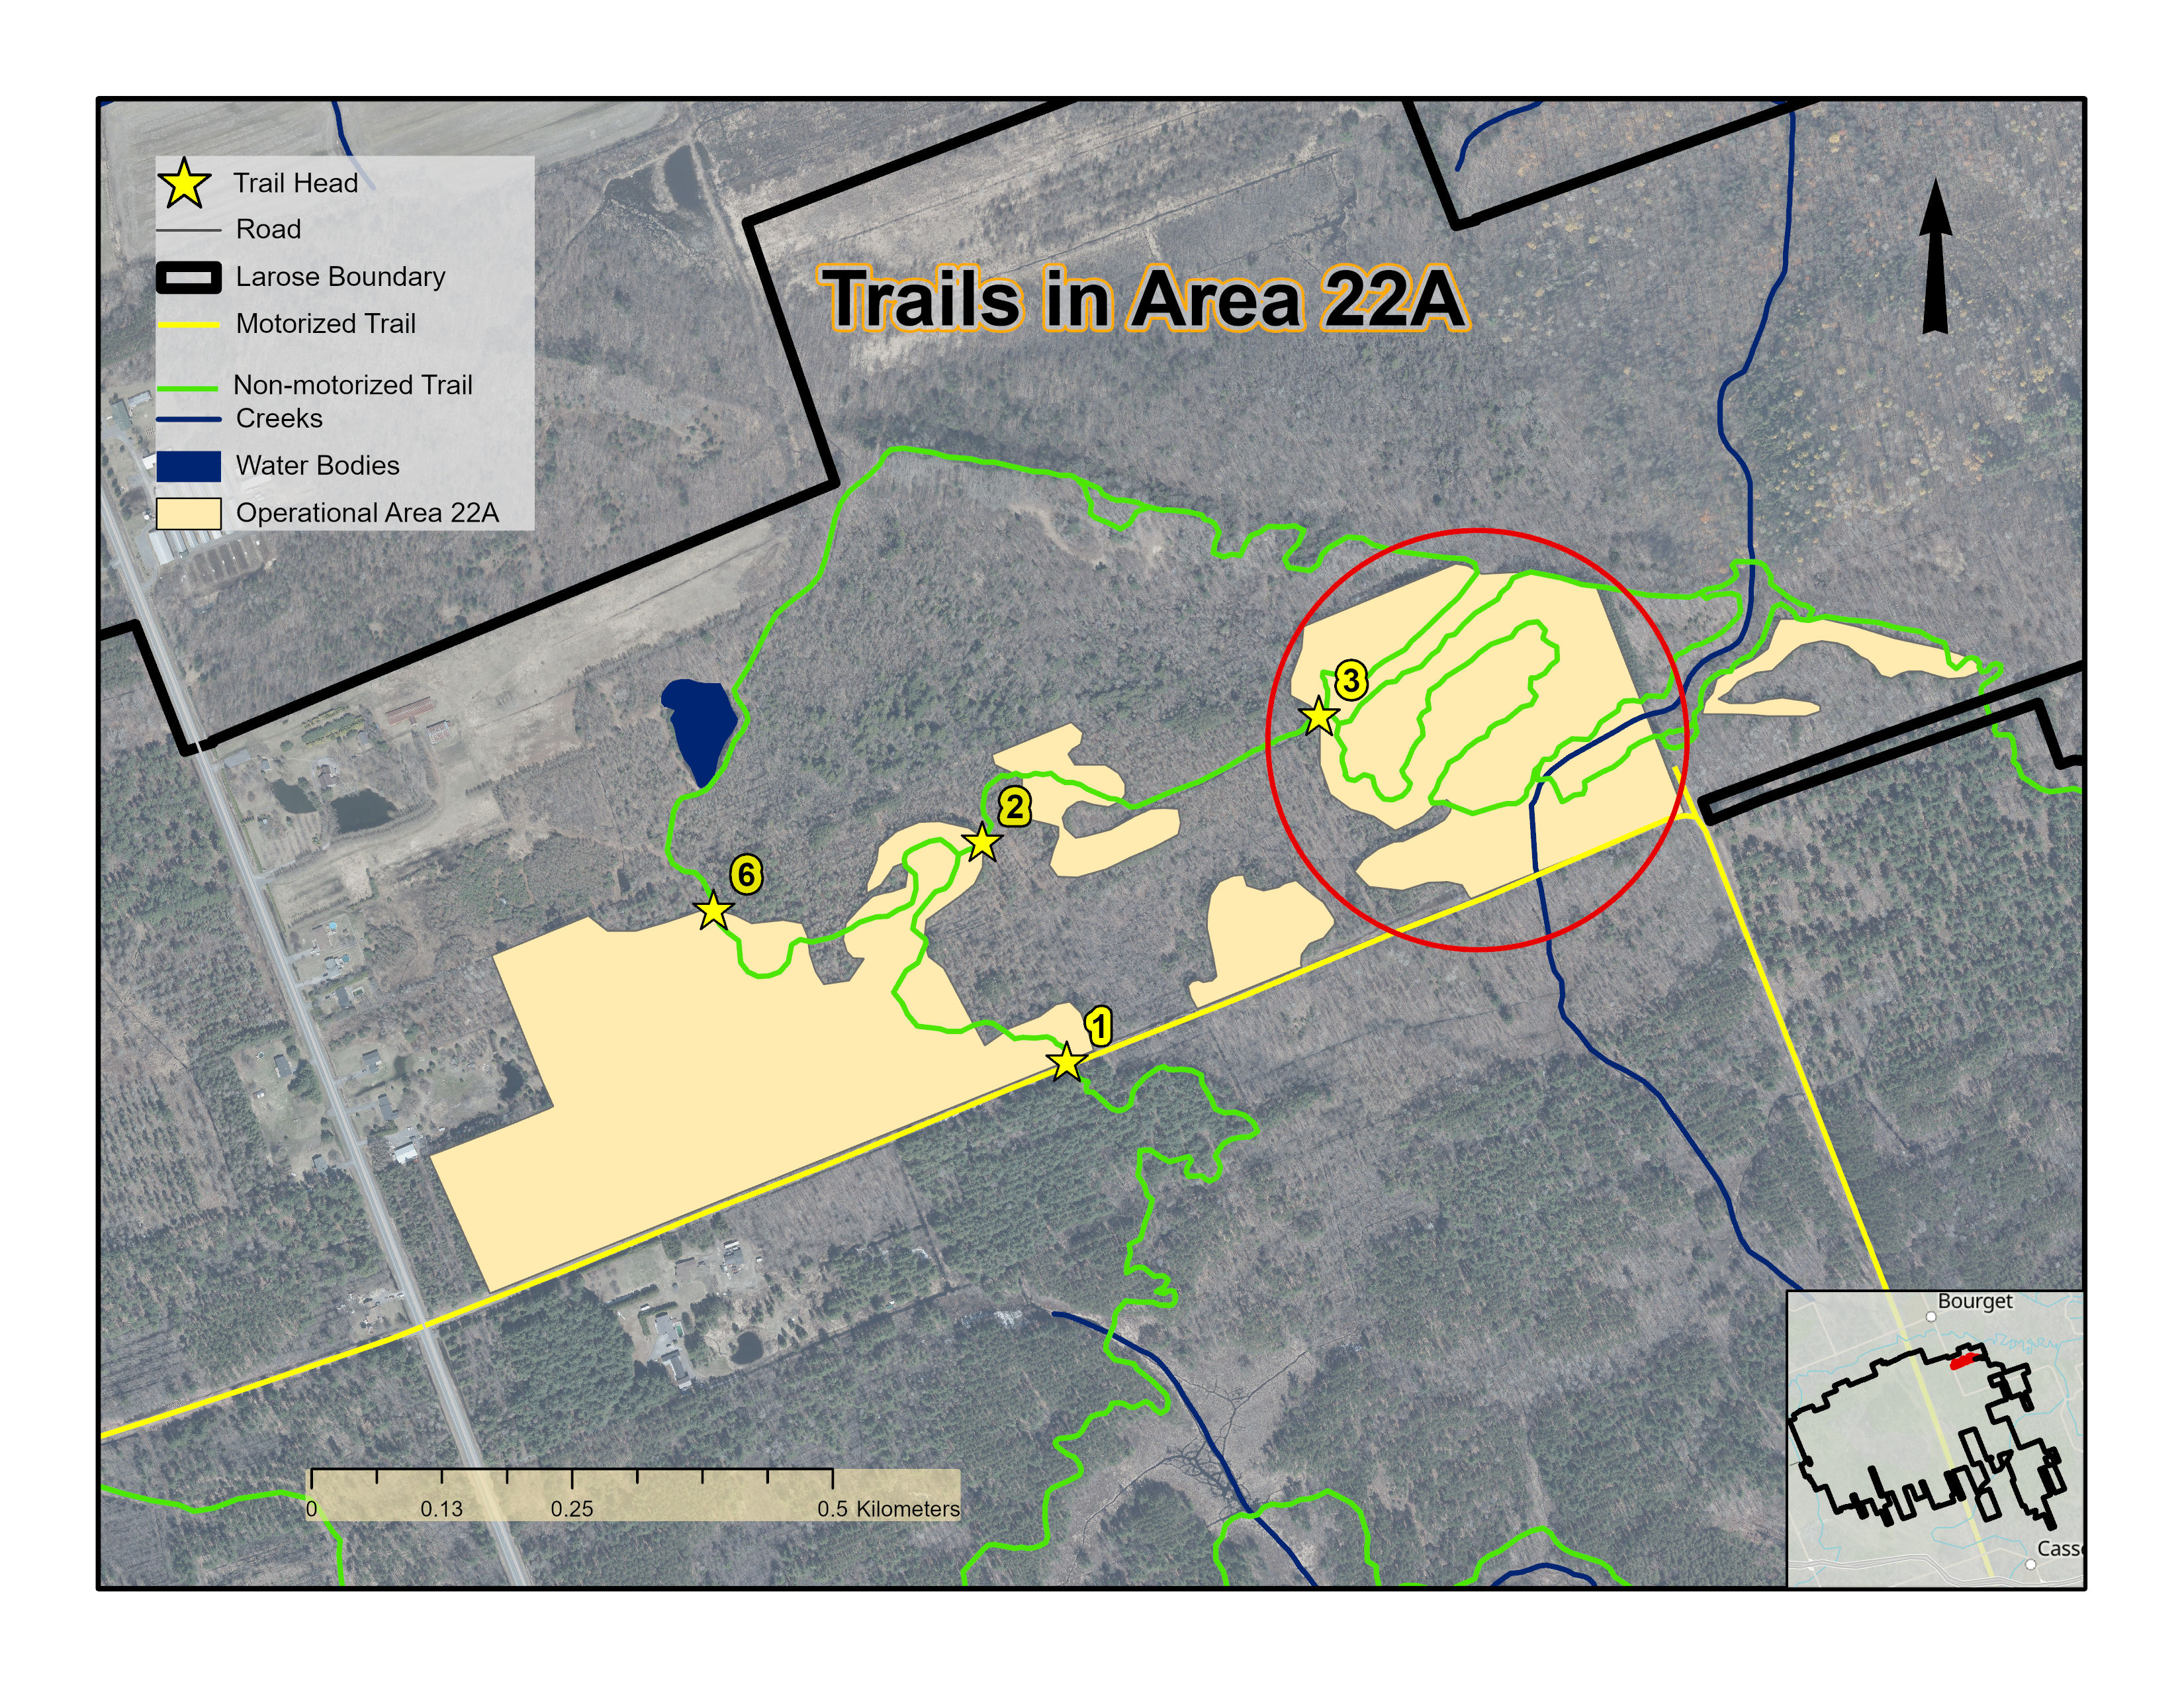 Trail Head
Road
Larose Boundary
Motorized Trail
Non-motorized Trail
Creeks
Water Bodies
Operational Area 22A
Trails in Area 22A
3
2
6
1
0 0.13 0.25 0.5 Kilometers
Bourget
Casse